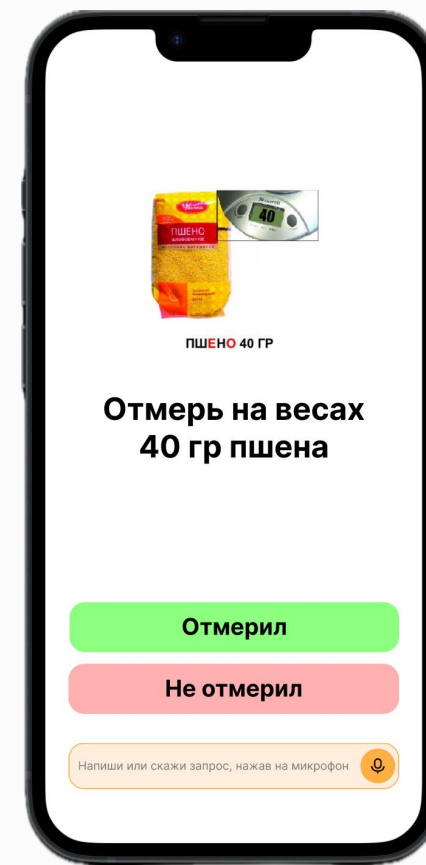 40
ПШЕНО
ПШЕНО 40 ГР
Отмерь на весах
40 гр пшена
Отмерил
Не отмерил
Напиши или скажи запрос, нажав на микрофон